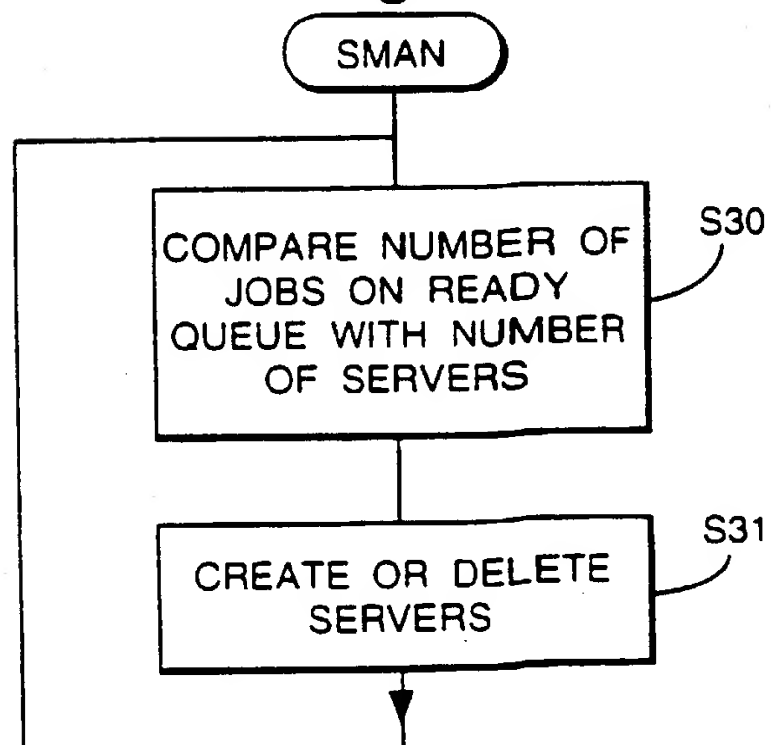 SMAN
COMPARE NUMBER OF
JOBS ON READY
QUEUE WITH NUMBER
OF SERVERS
S30
CREATE OR DELETE
SERVERS
S31